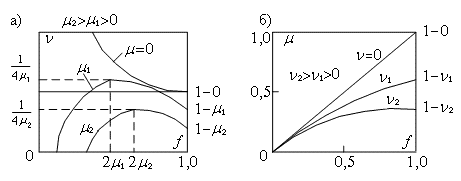 а)
μ₂>μ₁>0
ν
μ=0
1/4μ₁
μ₁
1/4μ₂
μ₂
1−0
1−μ₁
1−μ₂
f
0
2μ₁
2μ₂
1,0
б)
1,0
μ
ν=0
1−0
ν₂>ν₁>0
ν₁
1−ν₁
0,5
ν₂
1−ν₂
f
0
0,5
1,0